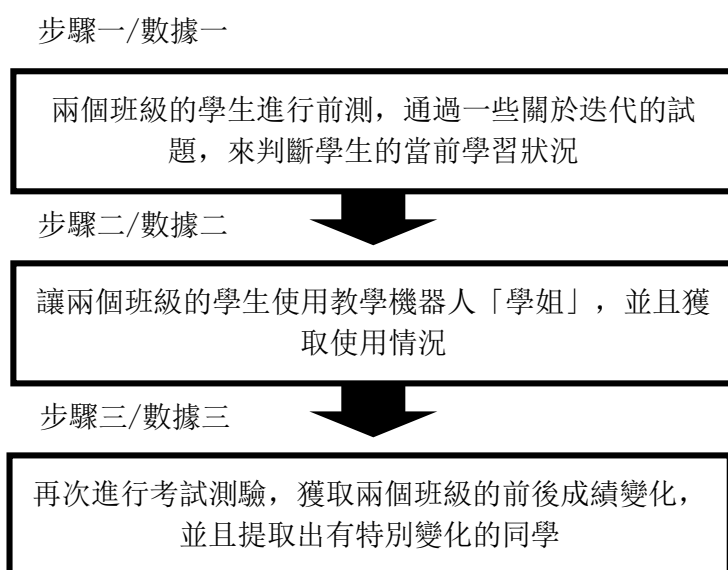 步驟一/數據一
兩個班級的學生進行前測，通過一些關於迭代的試
題，來判斷學生的當前學習狀況
步驟二/數據二
讓兩個班級的學生使用教學機器人「學姐」，並且獲
取使用情況
步驟三/數據三
再次進行考試測驗，獲取兩個班級的前後成績變化，
並且提取出有特別變化的同學